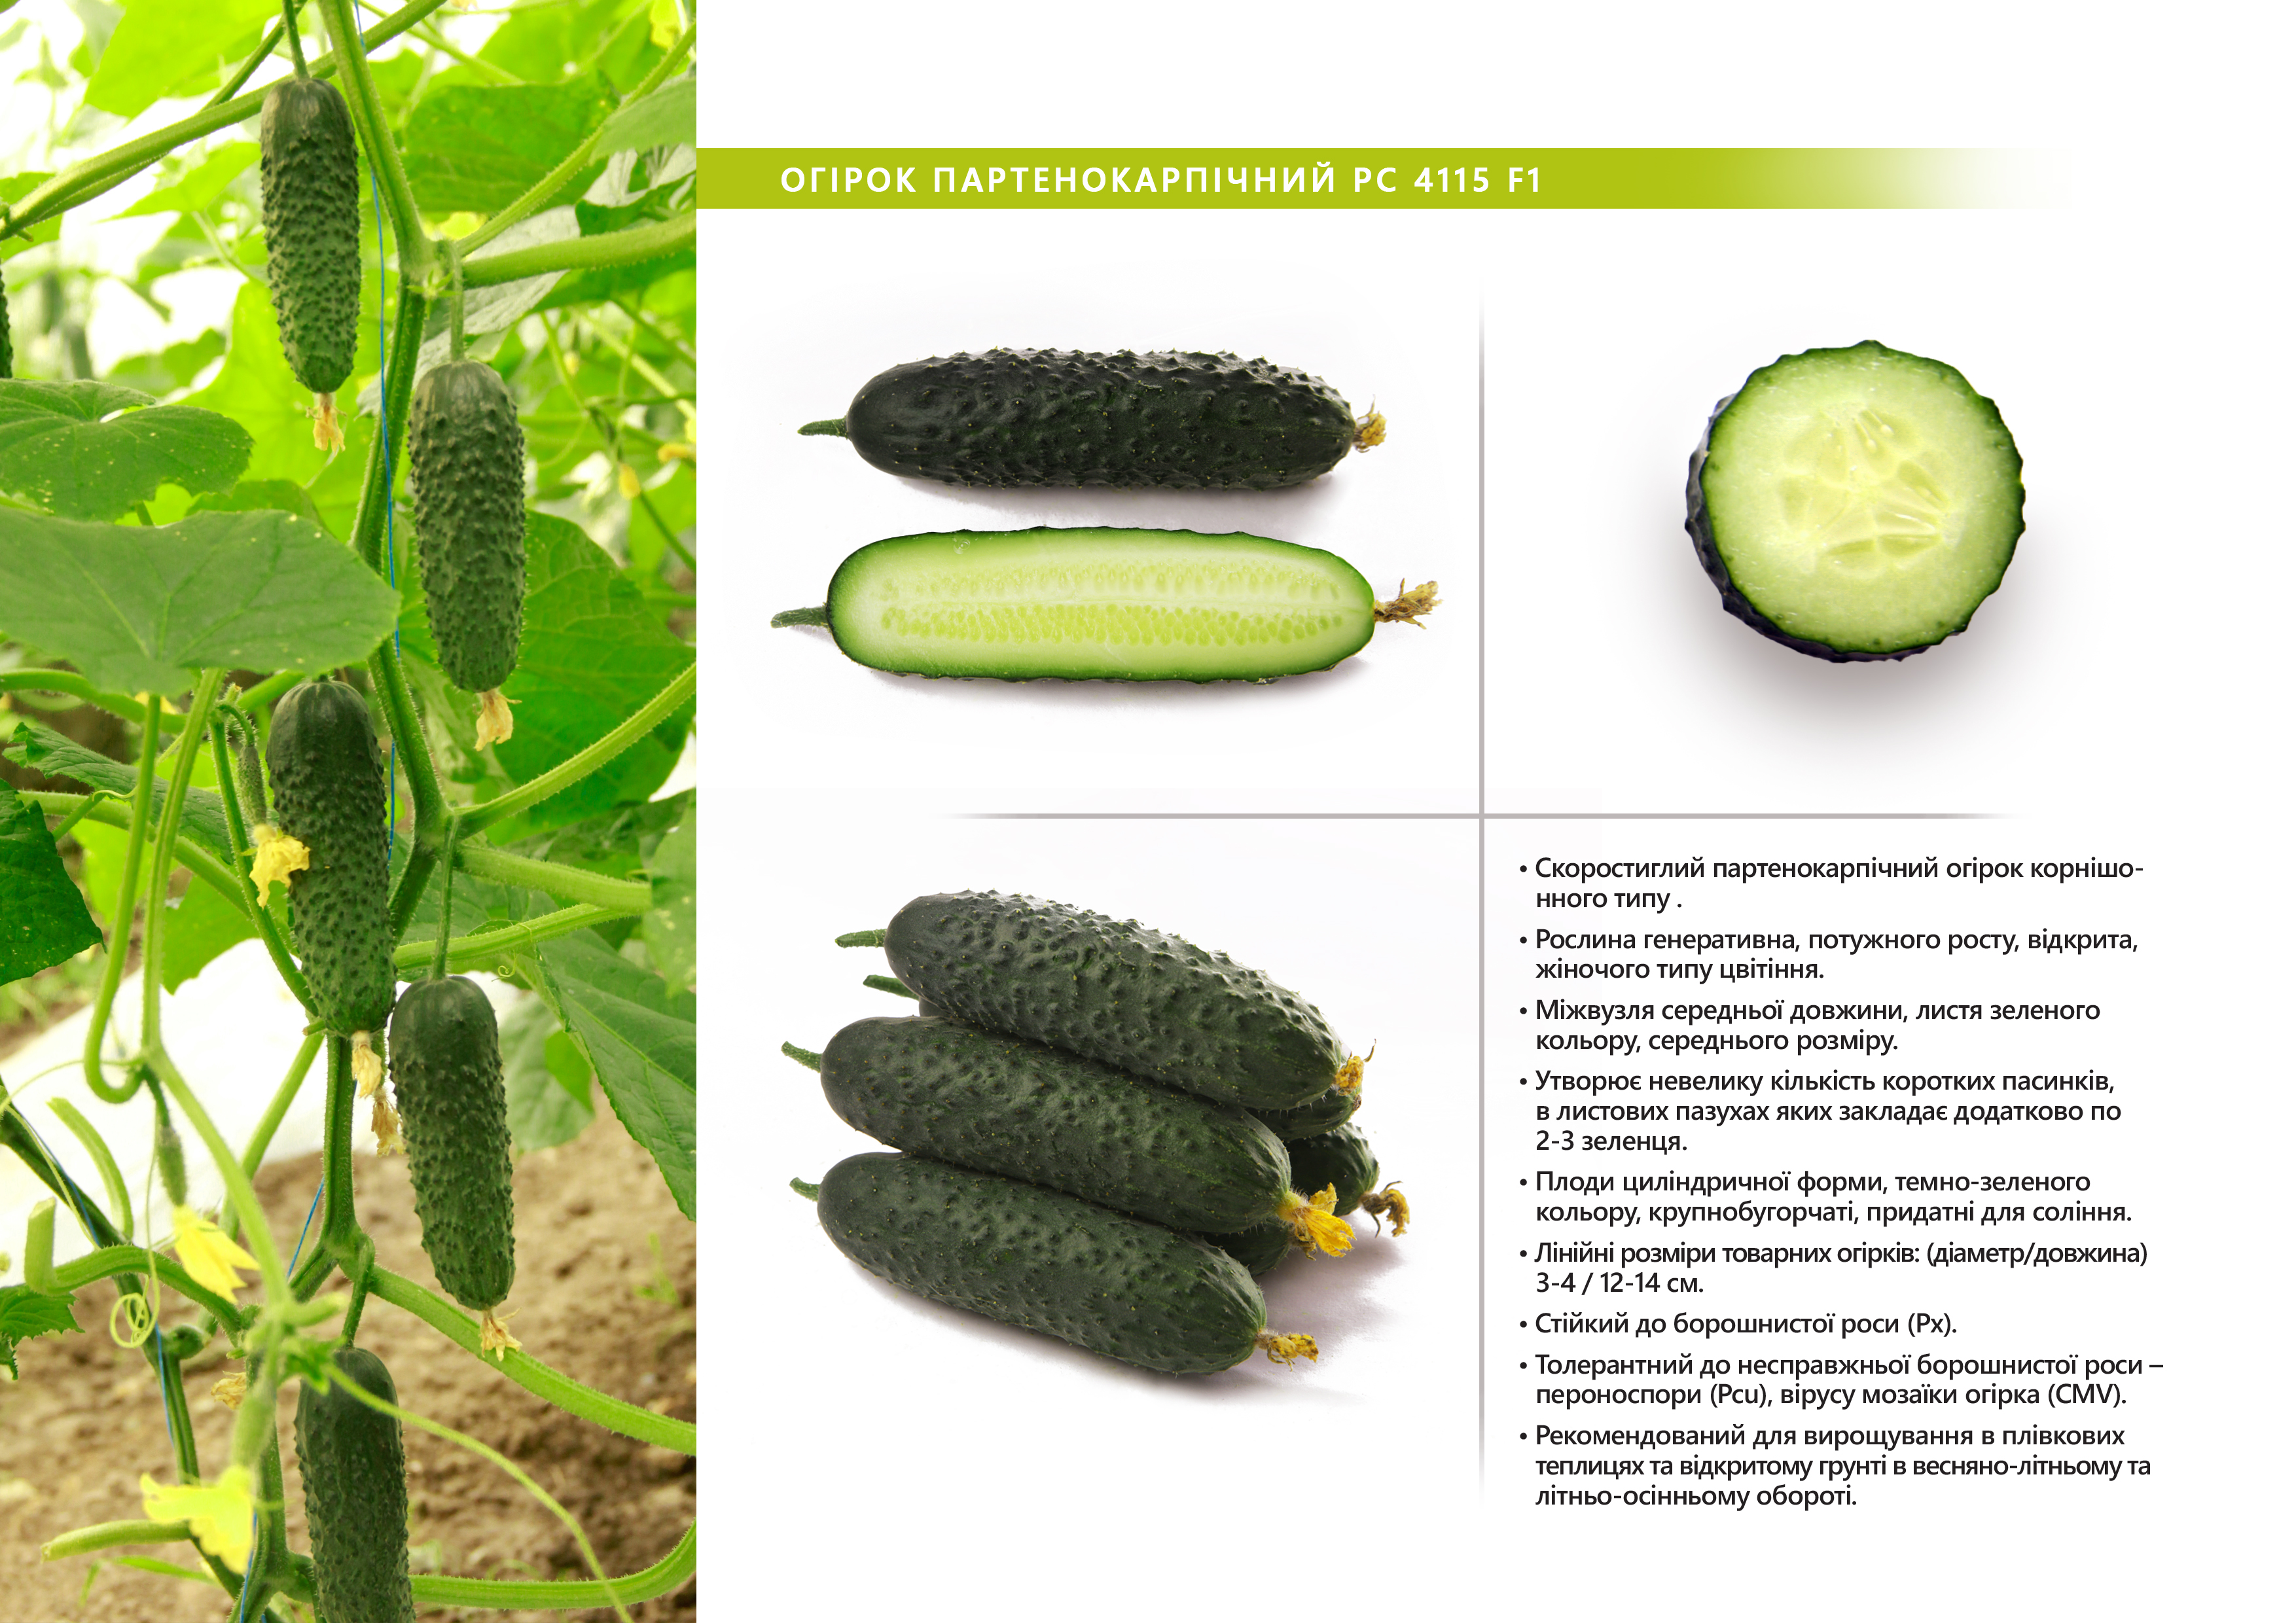 ОГІРОК ПАРТЕНОКАРПІЧНИЙ РС 4115 F1
• Скоростиглий партенокарпічний огірок корнішо-
нного типу .
• Рослина генеративна, потужного росту, відкрита,
жіночого типу цвітіння.
• Міжвузля середньої довжини, листя зеленого
кольору, середнього розміру.
• Утворює невелику кількість коротких пасинків,
в листових пазухах яких закладає додатково по
2-3 зеленця.
• Плоди циліндричної форми, темно-зеленого
кольору, крупнобугорчаті, придатні для соління.
• Лінійні розміри товарних огірків: (діаметр/довжина)
3-4 / 12-14 см.
• Стійкий до борошнистої роси (Px).
• Толерантний до несправжньої борошнистої роси –
пероноспори (Pcu), вірусу мозаїки огірка (CMV).
• Рекомендований для вирощування в плівкових
теплицях та відкритому грунті в весняно-літньому та
літньо-осінньому обороті.